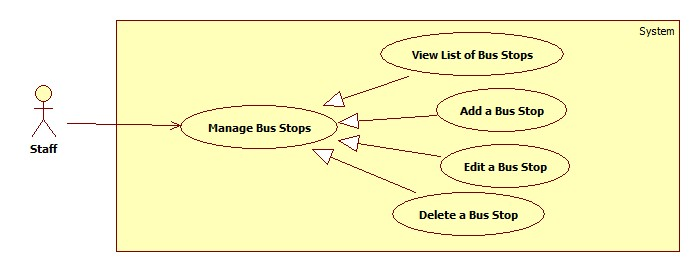 System
View List of Bus Stops
Add a Bus Stop
Manage Bus Stops
Staff
Edit a Bus Stop
Delete a Bus Stop